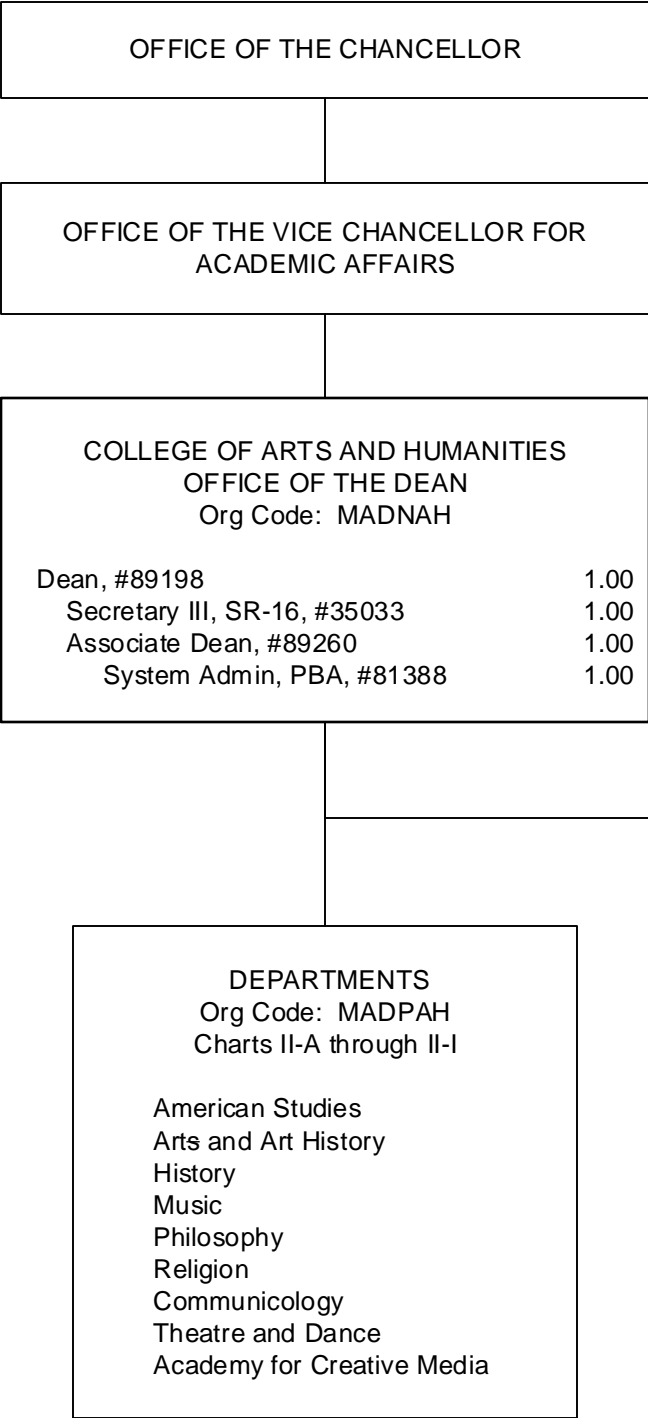 OFFICE OF THE CHANCELLOR
OFFICE OF THE VICE CHANCELLOR FOR
ACADEMIC AFFAIRS
COLLEGE OF ARTS AND HUMANITIES
OFFICE OF THE DEAN
Org Code: MADNAH
Dean, #89198 1.00
Secretary III, SR-16, #35033 1.00
Associate Dean, #89260 1.00
System Admin, PBA, #81388 1.00
DEPARTMENTS
Org Code: MADPAH
Charts II-A through II-I
American Studies
Arts and Art History
History
Music
Philosophy
Religion
Communicology
Theatre and Dance
Academy for Creative Media